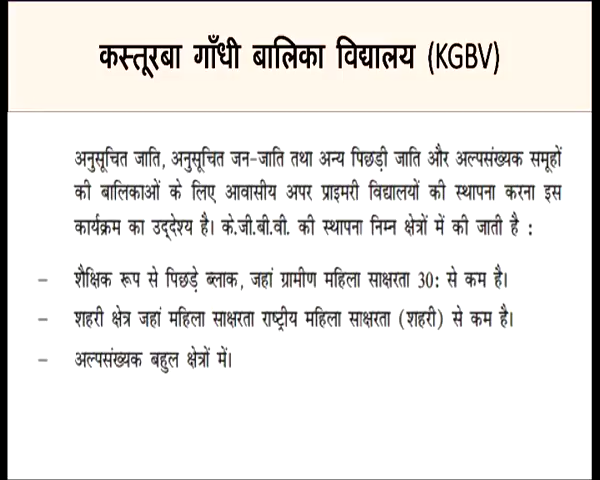 कस्तूरबा गाँधी बालिका विद्यालय (KGBV)
अनुसूचित जाति, अनुसूचित जन-जाति तथा अन्य पिछड़ी जाति और अल्पसंख्यक समूहों
की बालिकाओं के लिए आवासीय अपर प्राइमरी विद्यालयों की स्थापना करना इस
कार्यक्रम का उद्देश्य है। के.जी.बी.वी. की स्थापना निम्न क्षेत्रों में की जाती है :
– शैक्षिक रूप से पिछड़े ब्लाक, जहां ग्रामीण महिला साक्षरता 30: से कम है।
– शहरी क्षेत्र जहां महिला साक्षरता राष्ट्रीय महिला साक्षरता (शहरी) से कम है।
– अल्पसंख्यक बहुल क्षेत्रों में।